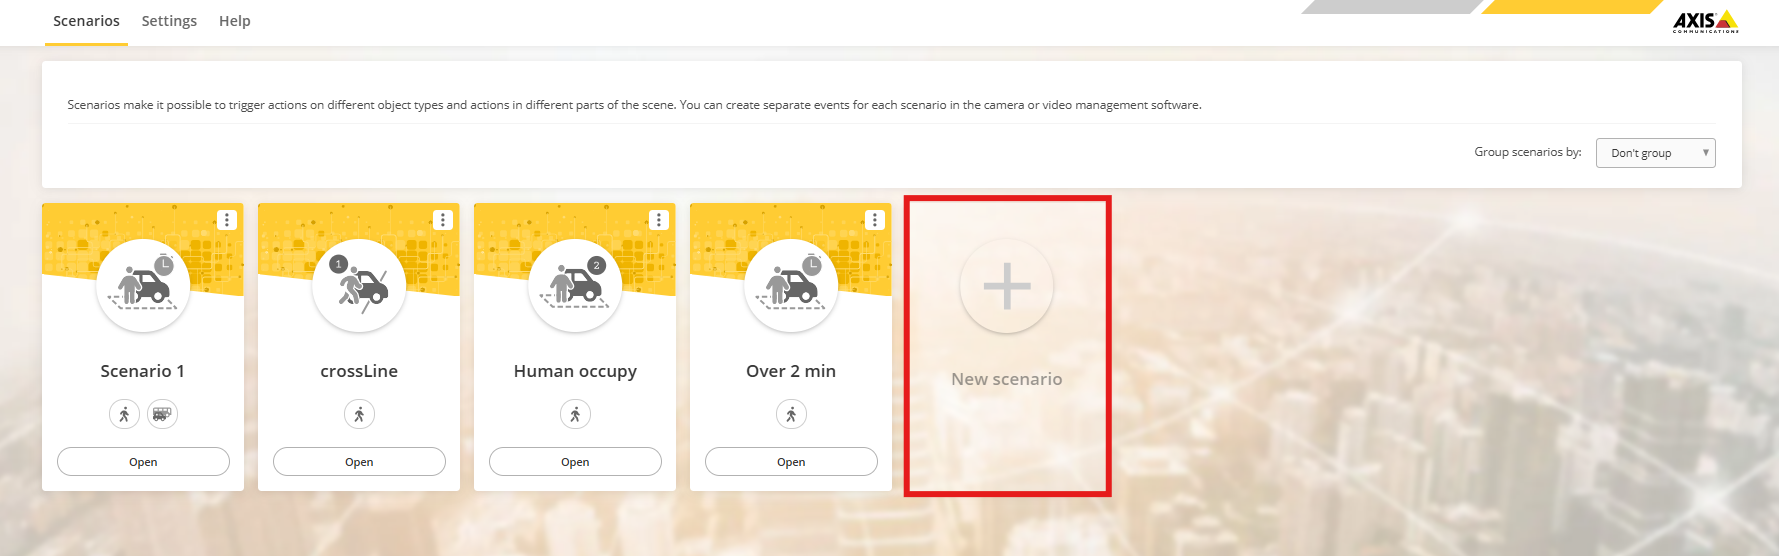 Scenarios Settings Help
AXIS
COMMUNICATIONS
Scenarios make it possible to trigger actions on different object types and actions in different parts of the scene. You can create separate events for each scenario in the camera or video management software.
Group scenarios by: Don't group
1 2
Scenario 1 crossLine Human occupy Over 2 min New scenario
Open Open Open Open